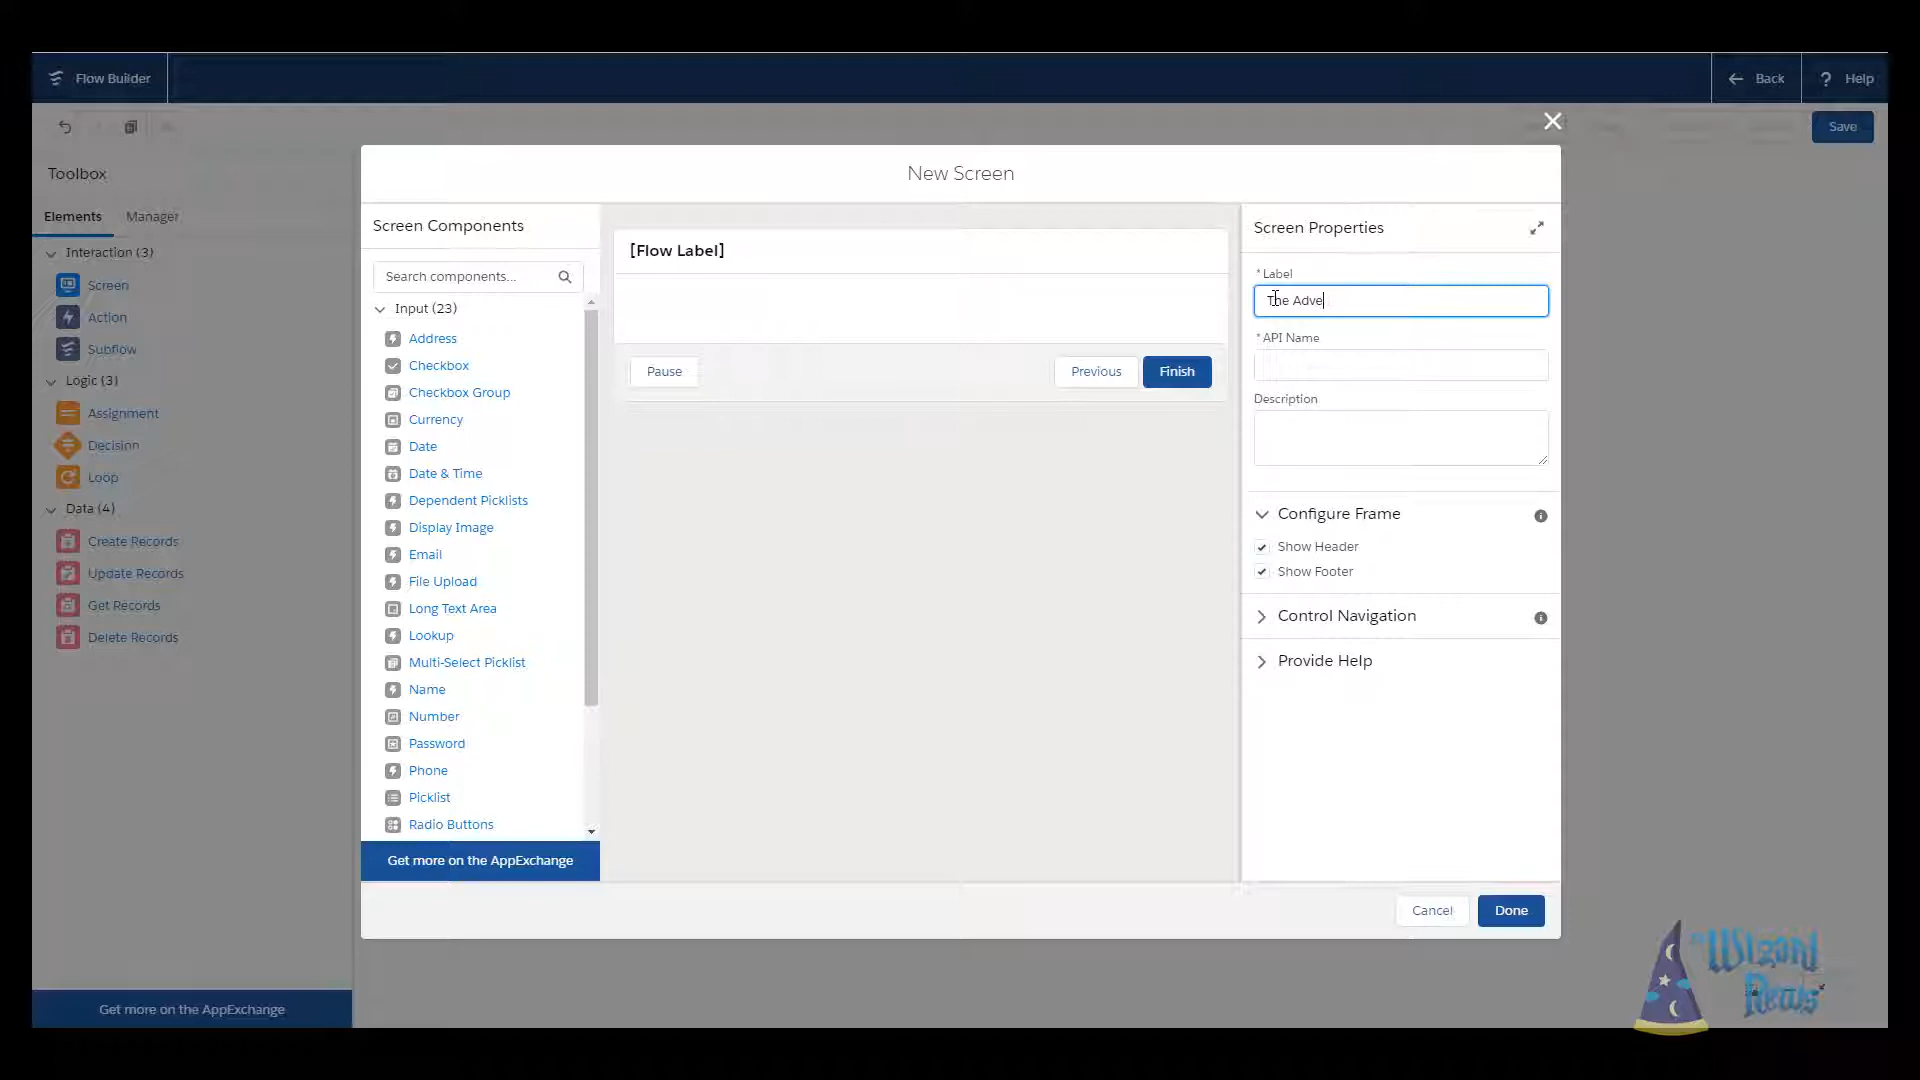 Flow Builder
Back
Help
Save
Toolbox
Elements
Manager
Interaction (3)
Screen
Action
Subflow
Logic (3)
Assignment
Decision
Loop
Data (4)
Create Records
Update Records
Get Records
Delete Records
Get more on the AppExchange
New Screen
Screen Components
Search components...
Input (23)
Address
Checkbox
Checkbox Group
Currency
Date
Date & Time
Dependent Picklists
Display Image
Email
File Upload
Long Text Area
Lookup
Multi-Select Picklist
Name
Number
Password
Phone
Picklist
Radio Buttons
Get more on the AppExchange
[Flow Label]
Pause
Previous
Finish
Screen Properties
*Label
The Adve
*API Name
Description
Configure Frame
Show Header
Show Footer
Control Navigation
Provide Help
Cancel
Done
Wizard
News